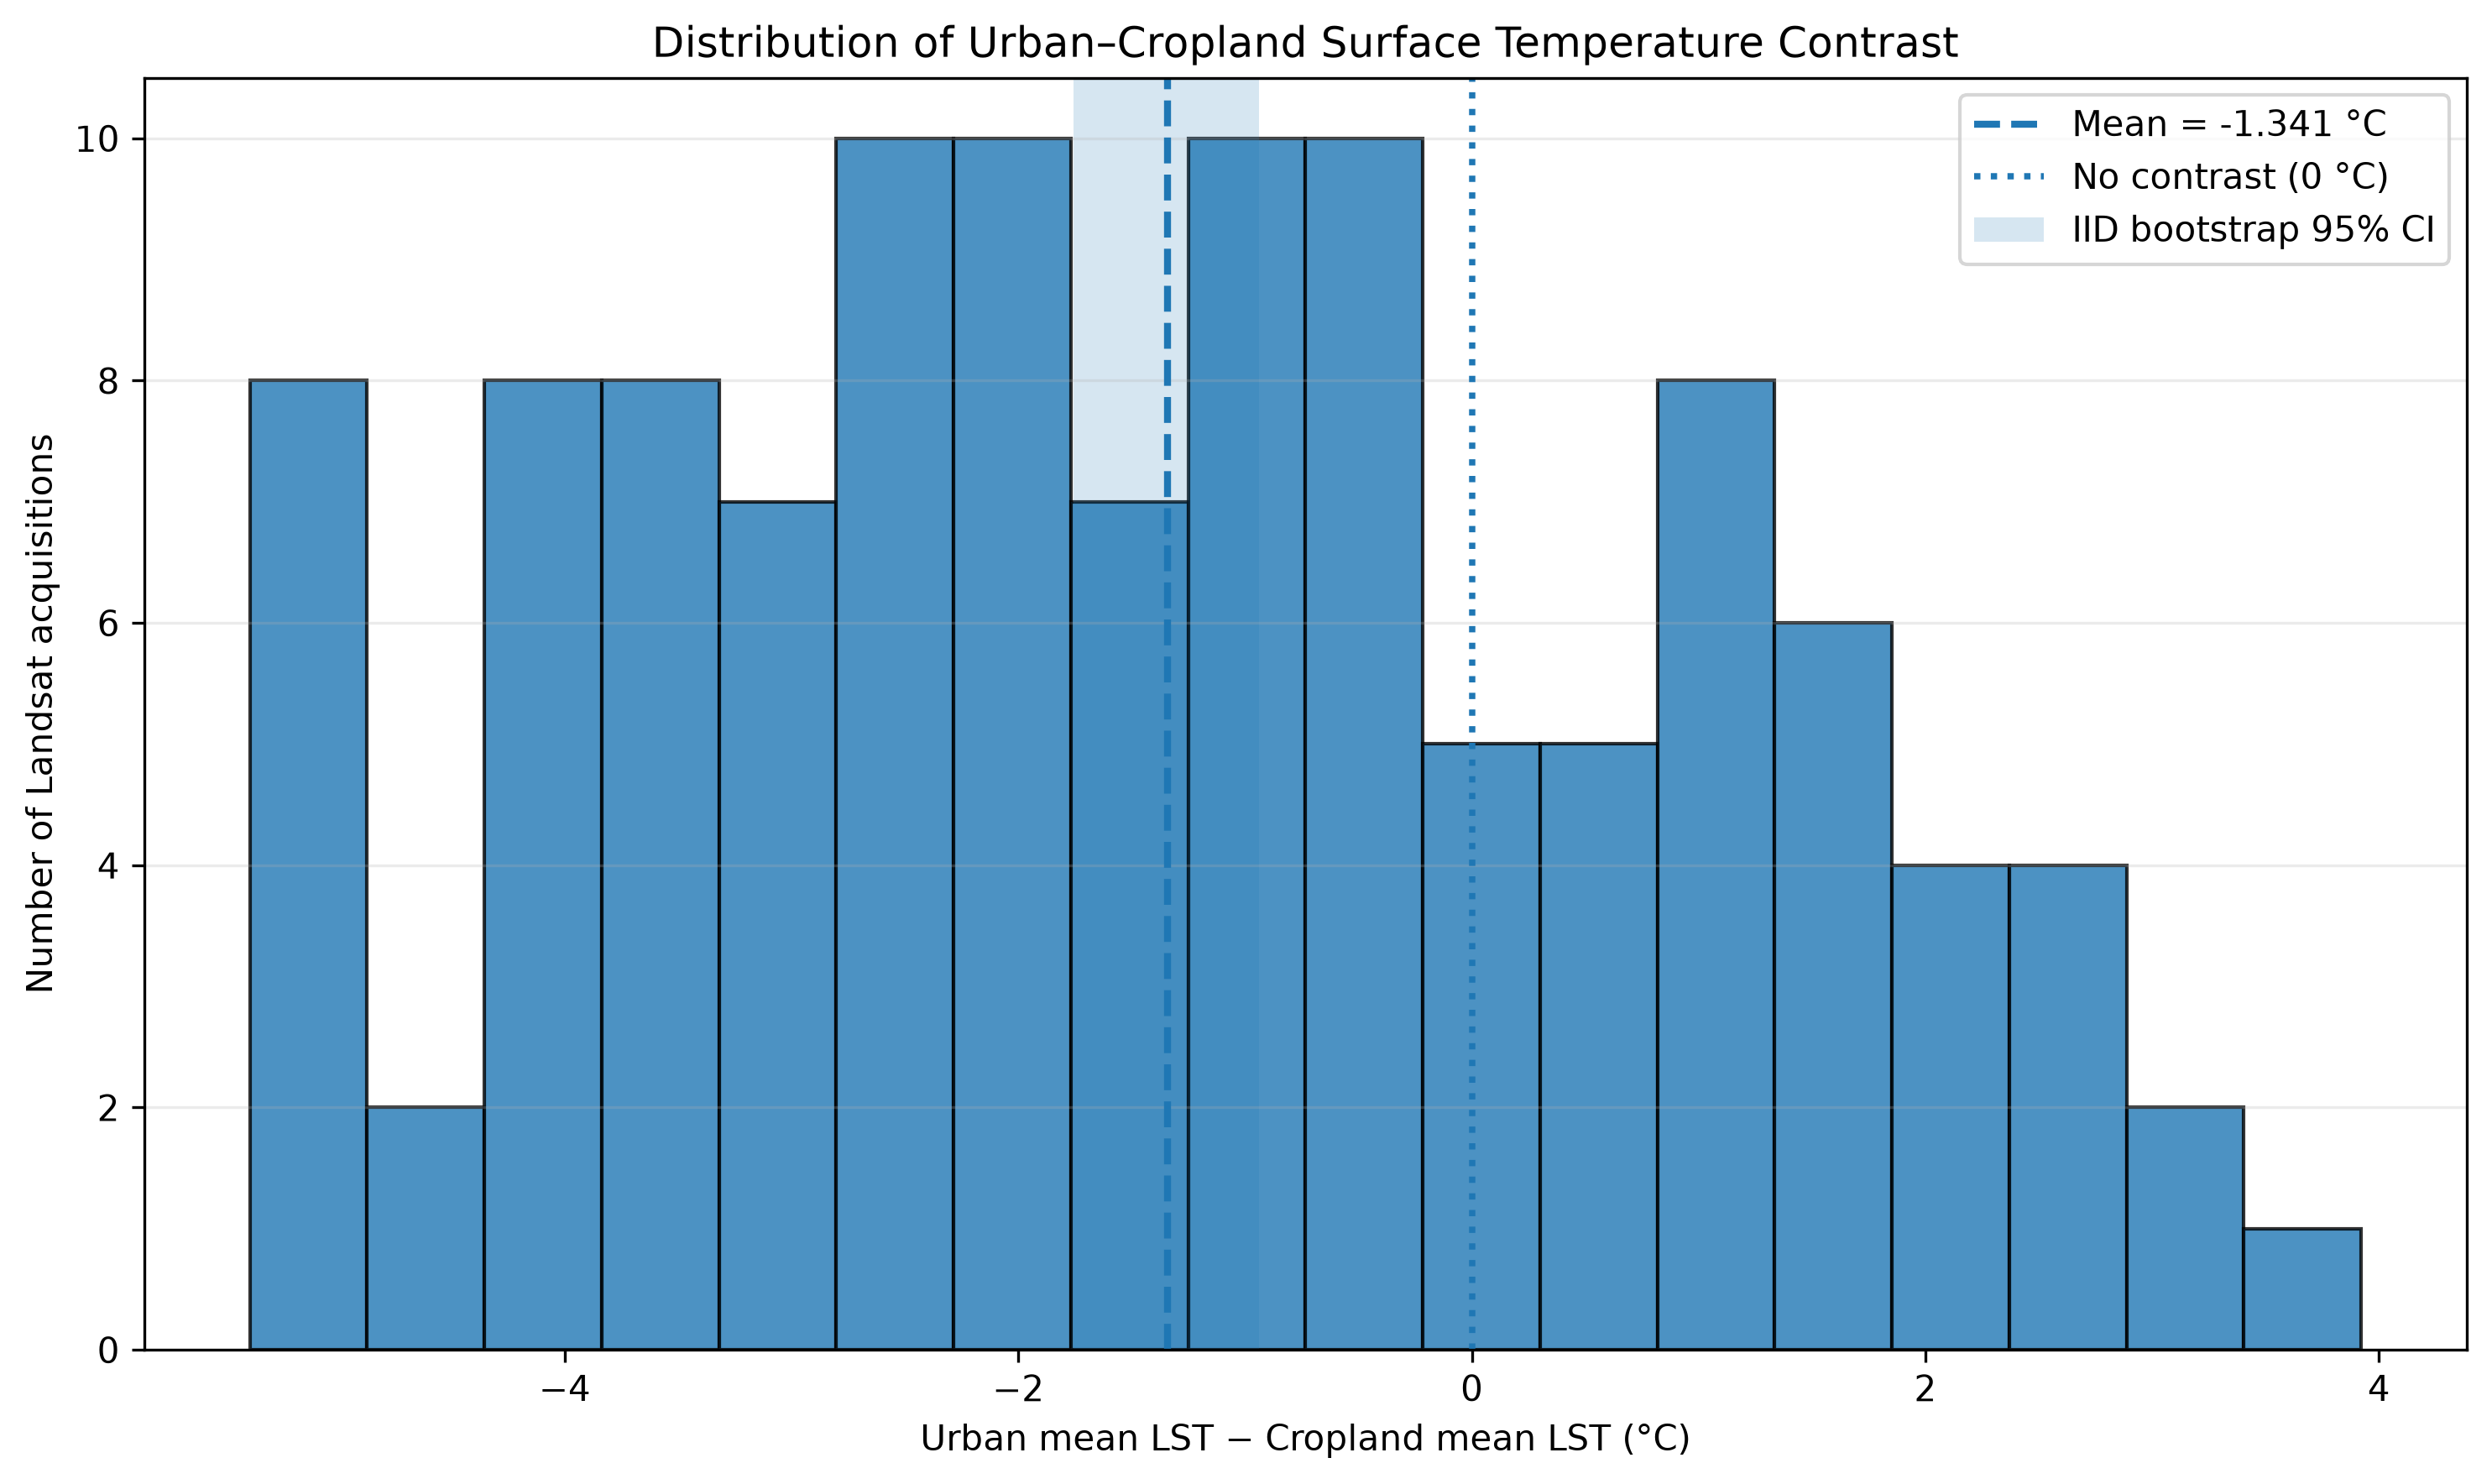 Distribution of Urban–Cropland Surface Temperature Contrast
Mean = -1.341 °C
No contrast (0 °C)
IID bootstrap 95% CI
Number of Landsat acquisitions
10
8
6
4
2
0
−4
−2
0
2
4
Urban mean LST − Cropland mean LST (°C)